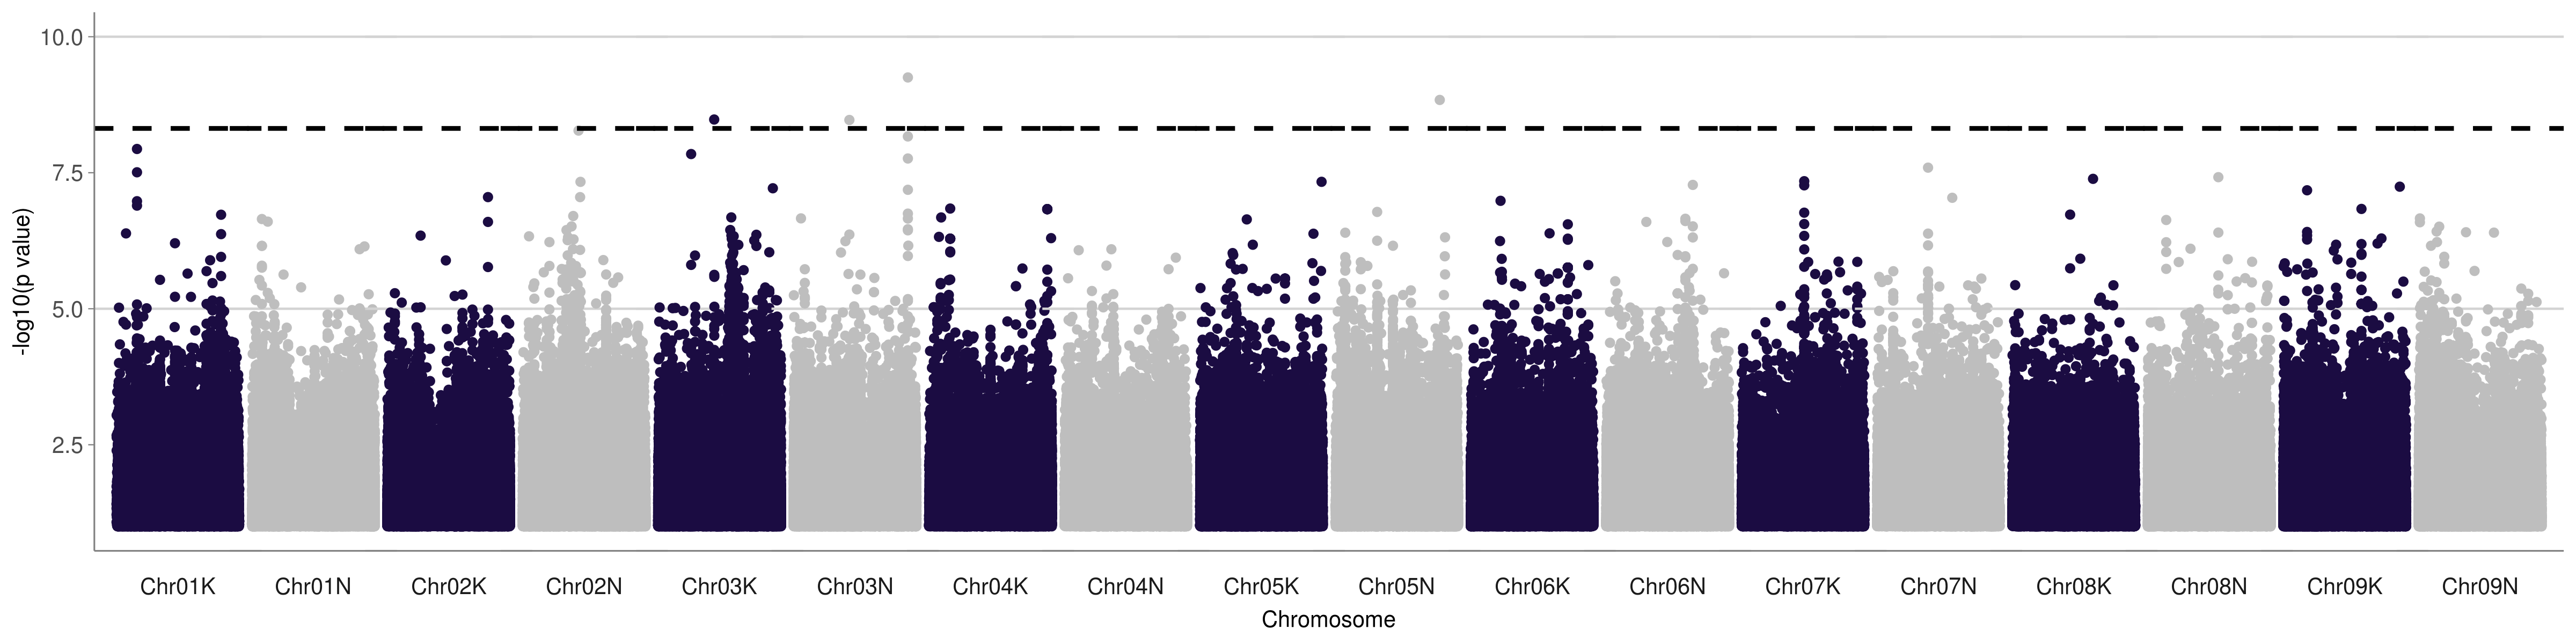 -log10(p value)
10.0
7.5
5.0
2.5
Chr01K Chr01N Chr02K Chr02N Chr03K Chr03N Chr04K Chr04N Chr05K Chr05N Chr06K Chr06N Chr07K Chr07N Chr08K Chr08N Chr09K Chr09N
Chromosome